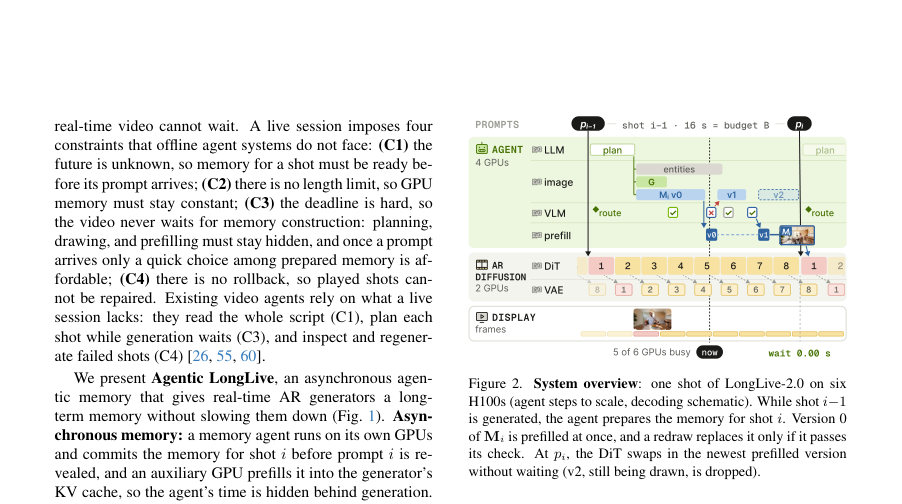 real-time video cannot wait. A live session imposes four
constraints that offline agent systems do not face: (C1) the
future is unknown, so memory for a shot must be ready be-
fore its prompt arrives; (C2) there is no length limit, so GPU
memory must stay constant; (C3) the deadline is hard, so
the video never waits for memory construction: planning,
drawing, and prefilling must stay hidden, and once a prompt
arrives only a quick choice among prepared memory is af-
fordable; (C4) there is no rollback, so played shots can-
not be repaired. Existing video agents rely on what a live
session lacks: they read the whole script (C1), plan each
shot while generation waits (C3), and inspect and regener-
ate failed shots (C4) [26, 55, 60].
We present Agentic LongLive, an asynchronous agen-
tic memory that gives real-time AR generators a long-
term memory without slowing them down (Fig. 1). Asyn-
chronous memory: a memory agent runs on its own GPUs
and commits the memory for shot i before prompt i is re-
vealed, and an auxiliary GPU prefills it into the generator's
KV cache, so the agent's time is hidden behind generation.
PROMPTS pi−1 shot i−1 · 16 s = budget B pi
AGENT LLM plan plan
4 GPUs
entities
image G
Mi v0 v1 v2
VLM route route
prefill v0 v1 Mi
AR DIFFUSION DiT 1 2 3 4 5 6 7 8 1 2
2 GPUs VAE 8 1 2 3 4 5 6 7 8 1
DISPLAY
frames
5 of 6 GPUs busy now wait 0.00 s
Figure 2. System overview: one shot of LongLive-2.0 on six
H100s (agent steps to scale, decoding schematic). While shot i−1
is generated, the agent prepares the memory for shot i. Version 0
of Mi is prefilled at once, and a redraw replaces it only if it passes
its check. At pi, the DiT swaps in the newest prefilled version
without waiting (v2, still being drawn, is dropped).